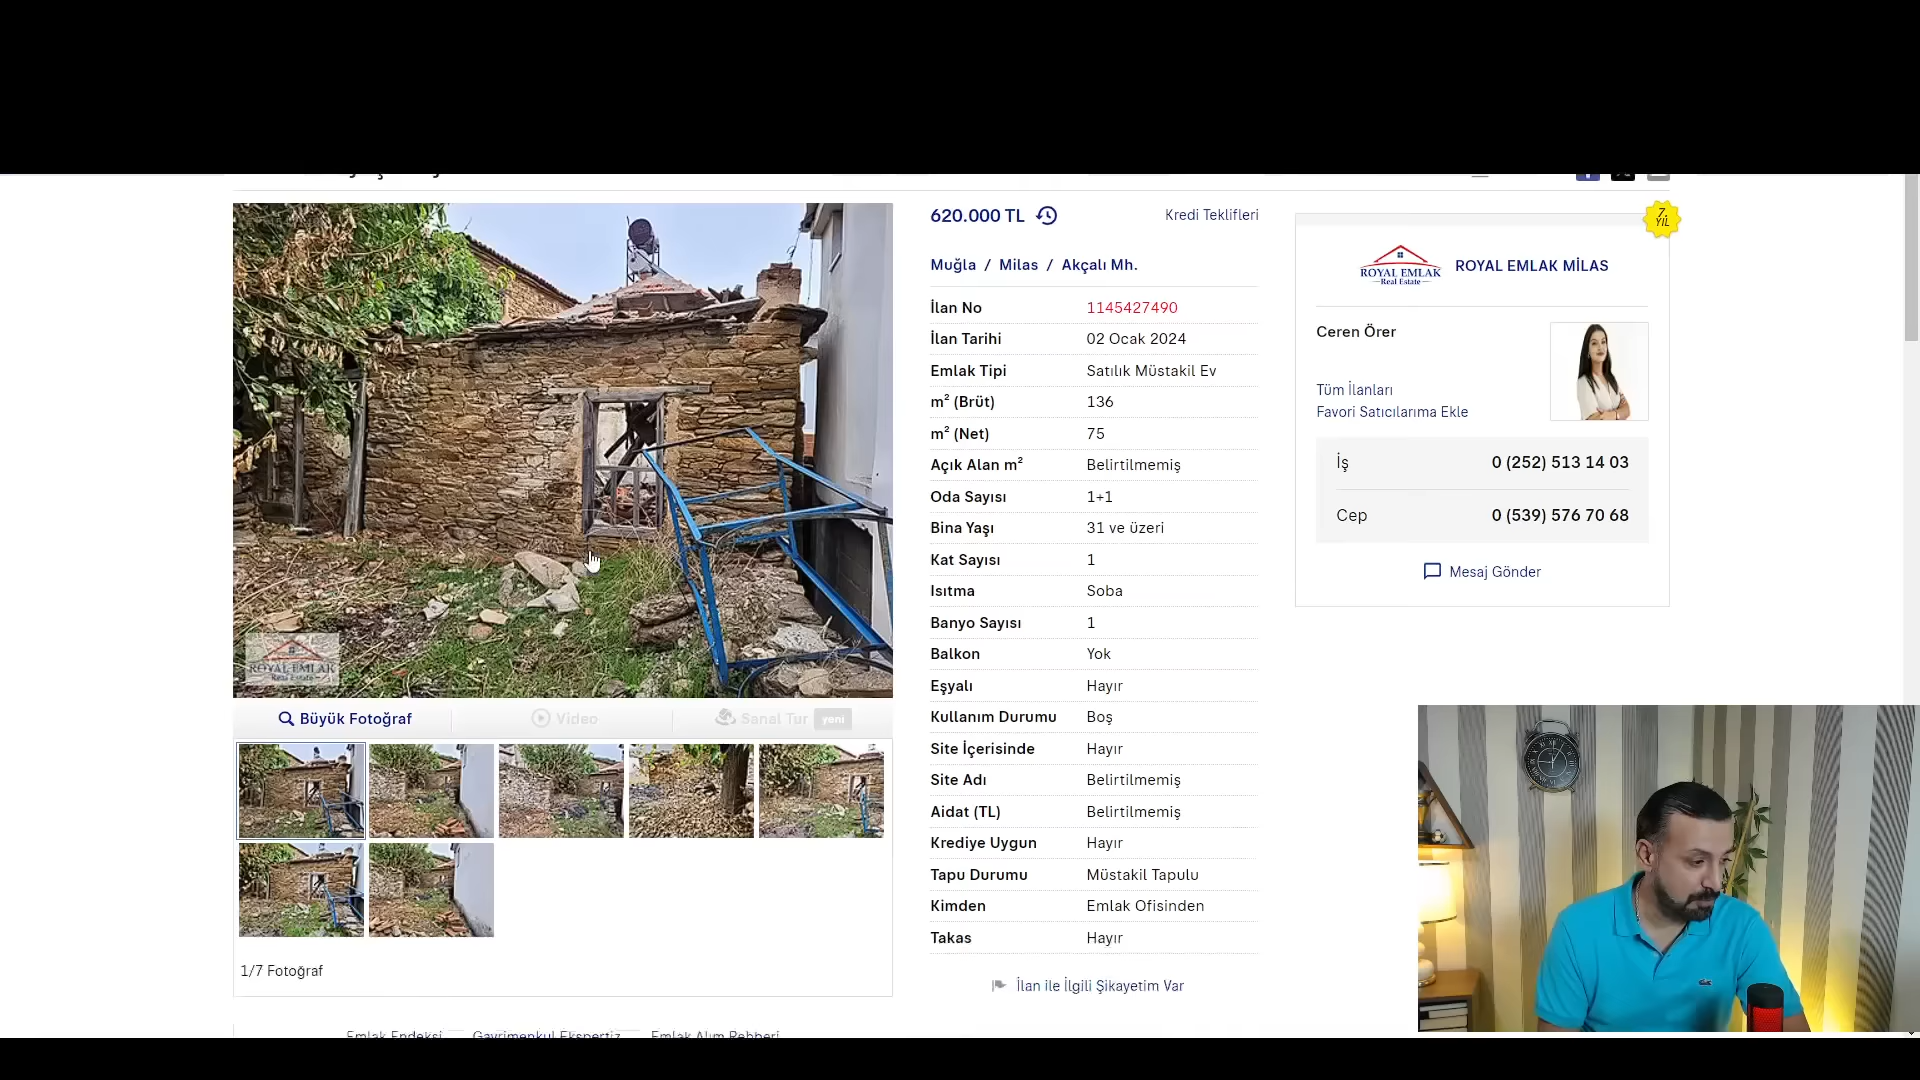 620.000 TL
Kredi Teklifleri
Muğla / Milas / Akçalı Mh.
İlan No 1145427490
İlan Tarihi 02 Ocak 2024
Emlak Tipi Satılık Müstakil Ev
m² (Brüt) 136
m² (Net) 75
Açık Alan m² Belirtilmemiş
Oda Sayısı 1+1
Bina Yaşı 31 ve üzeri
Kat Sayısı 1
Isıtma Soba
Banyo Sayısı 1
Balkon Yok
Eşyalı Hayır
Kullanım Durumu Boş
Site İçerisinde Hayır
Site Adı Belirtilmemiş
Aidat (TL) Belirtilmemiş
Krediye Uygun Hayır
Tapu Durumu Müstakil Tapulu
Kimden Emlak Ofisinden
Takas Hayır
İlan ile İlgili Şikayetim Var
ROYAL EMLAK
Real Estate
Büyük Fotoğraf
Video
Sanal Tur yeni
1/7 Fotoğraf
Emlak Endeksi
Gayrimenkul Ekspertiz
Emlak Alım Rehberi
7.
YIL
ROYAL EMLAK
Real Estate
ROYAL EMLAK MİLAS
Ceren Örer
Tüm İlanları
Favori Satıcılarıma Ekle
İş 0 (252) 513 14 03
Cep 0 (539) 576 70 68
Mesaj Gönder